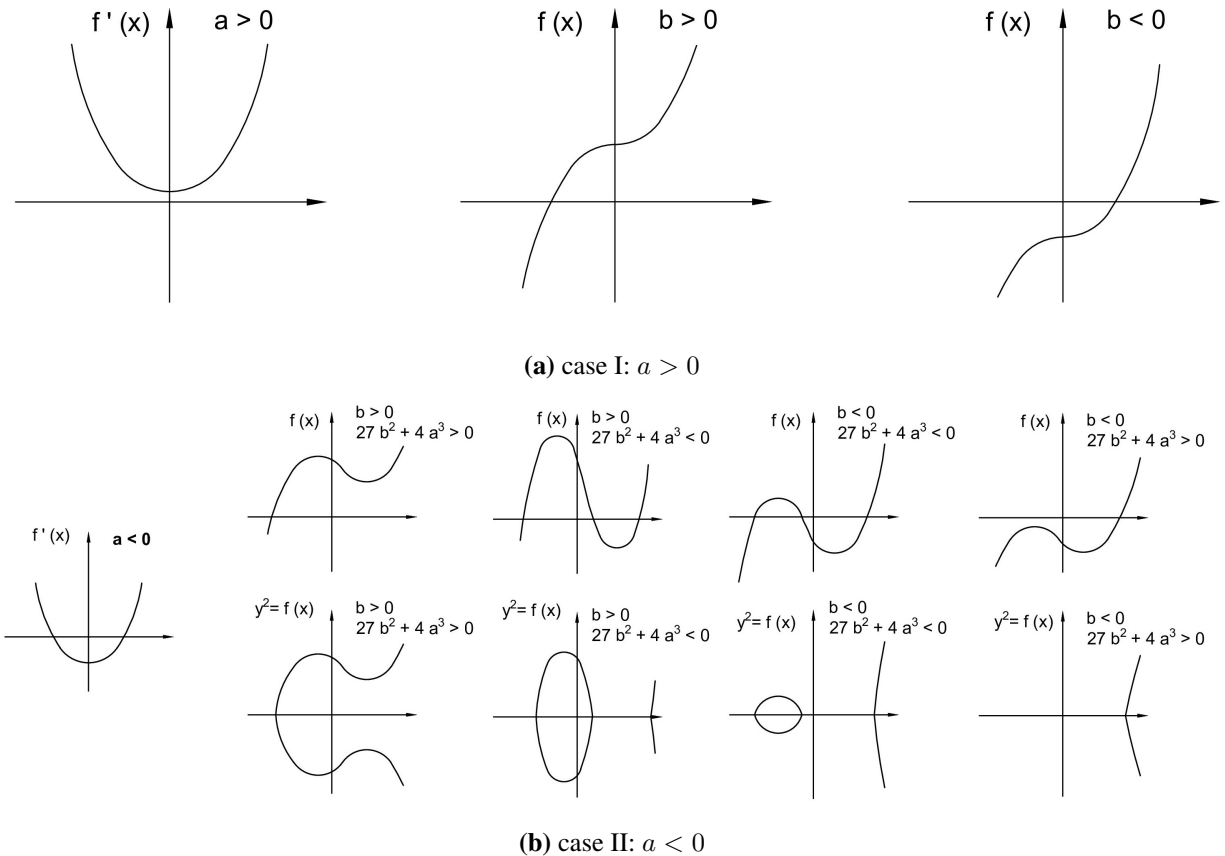 f ' (x) a > 0
f (x) b > 0
f (x) b < 0
(a) case I: a > 0
f ' (x) a < 0
f (x) b > 0
27 b² + 4 a³ > 0
f (x) b > 0
27 b² + 4 a³ < 0
f (x) b < 0
27 b² + 4 a³ < 0
f (x) b < 0
27 b² + 4 a³ > 0
y²= f (x) b > 0
27 b² + 4 a³ > 0
y²= f (x) b > 0
27 b² + 4 a³ < 0
y²= f (x) b < 0
27 b² + 4 a³ < 0
y²= f (x) b < 0
27 b² + 4 a³ > 0
(b) case II: a < 0